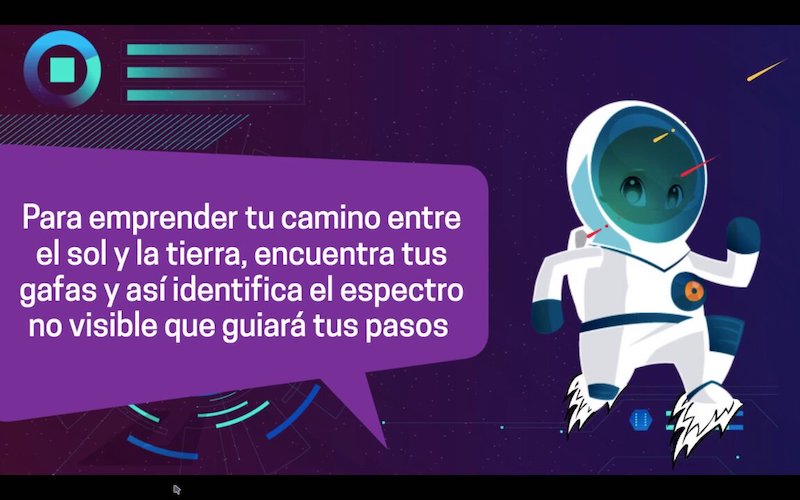 Para emprender tu camino entre
el sol y la tierra, encuentra tus
gafas y así identifica el espectro
no visible que guiará tus pasos